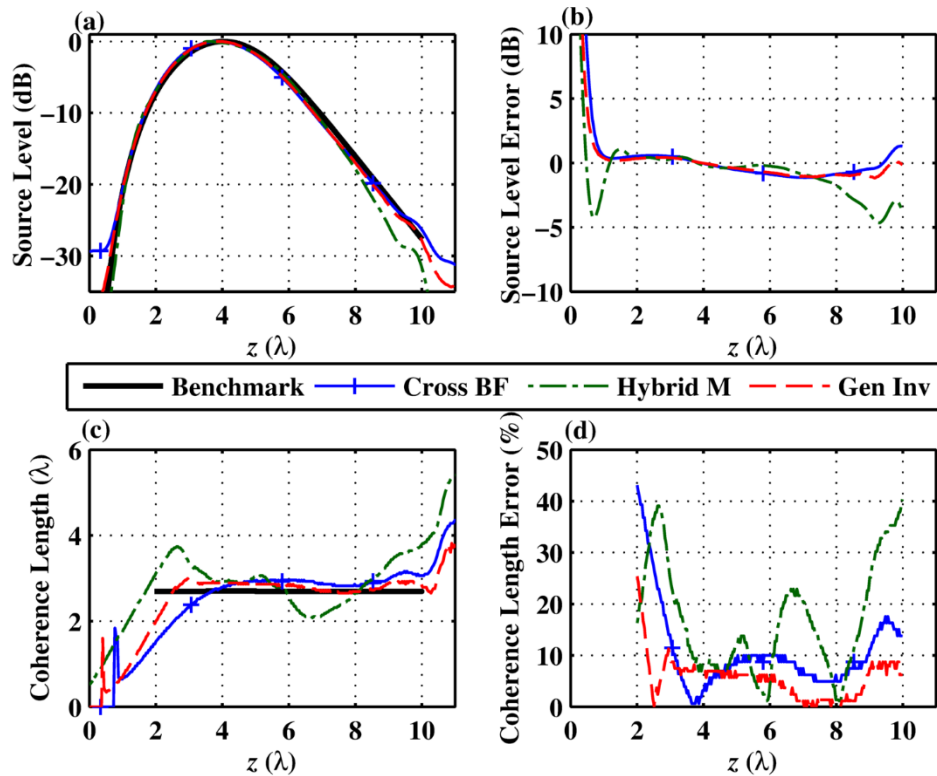 (a)
Source Level (dB)
0
−10
−20
−30
0 2 4 6 8 10
z (λ)
(b)
Source Level Error (dB)
10
5
0
−5
−10
0 2 4 6 8 10
z (λ)
Benchmark Cross BF Hybrid M Gen Inv
(c)
Coherence Length (λ)
6
4
2
0
0 2 4 6 8 10
z (λ)
(d)
Coherence Length Error (%)
50
40
30
20
10
0
0 2 4 6 8 10
z (λ)